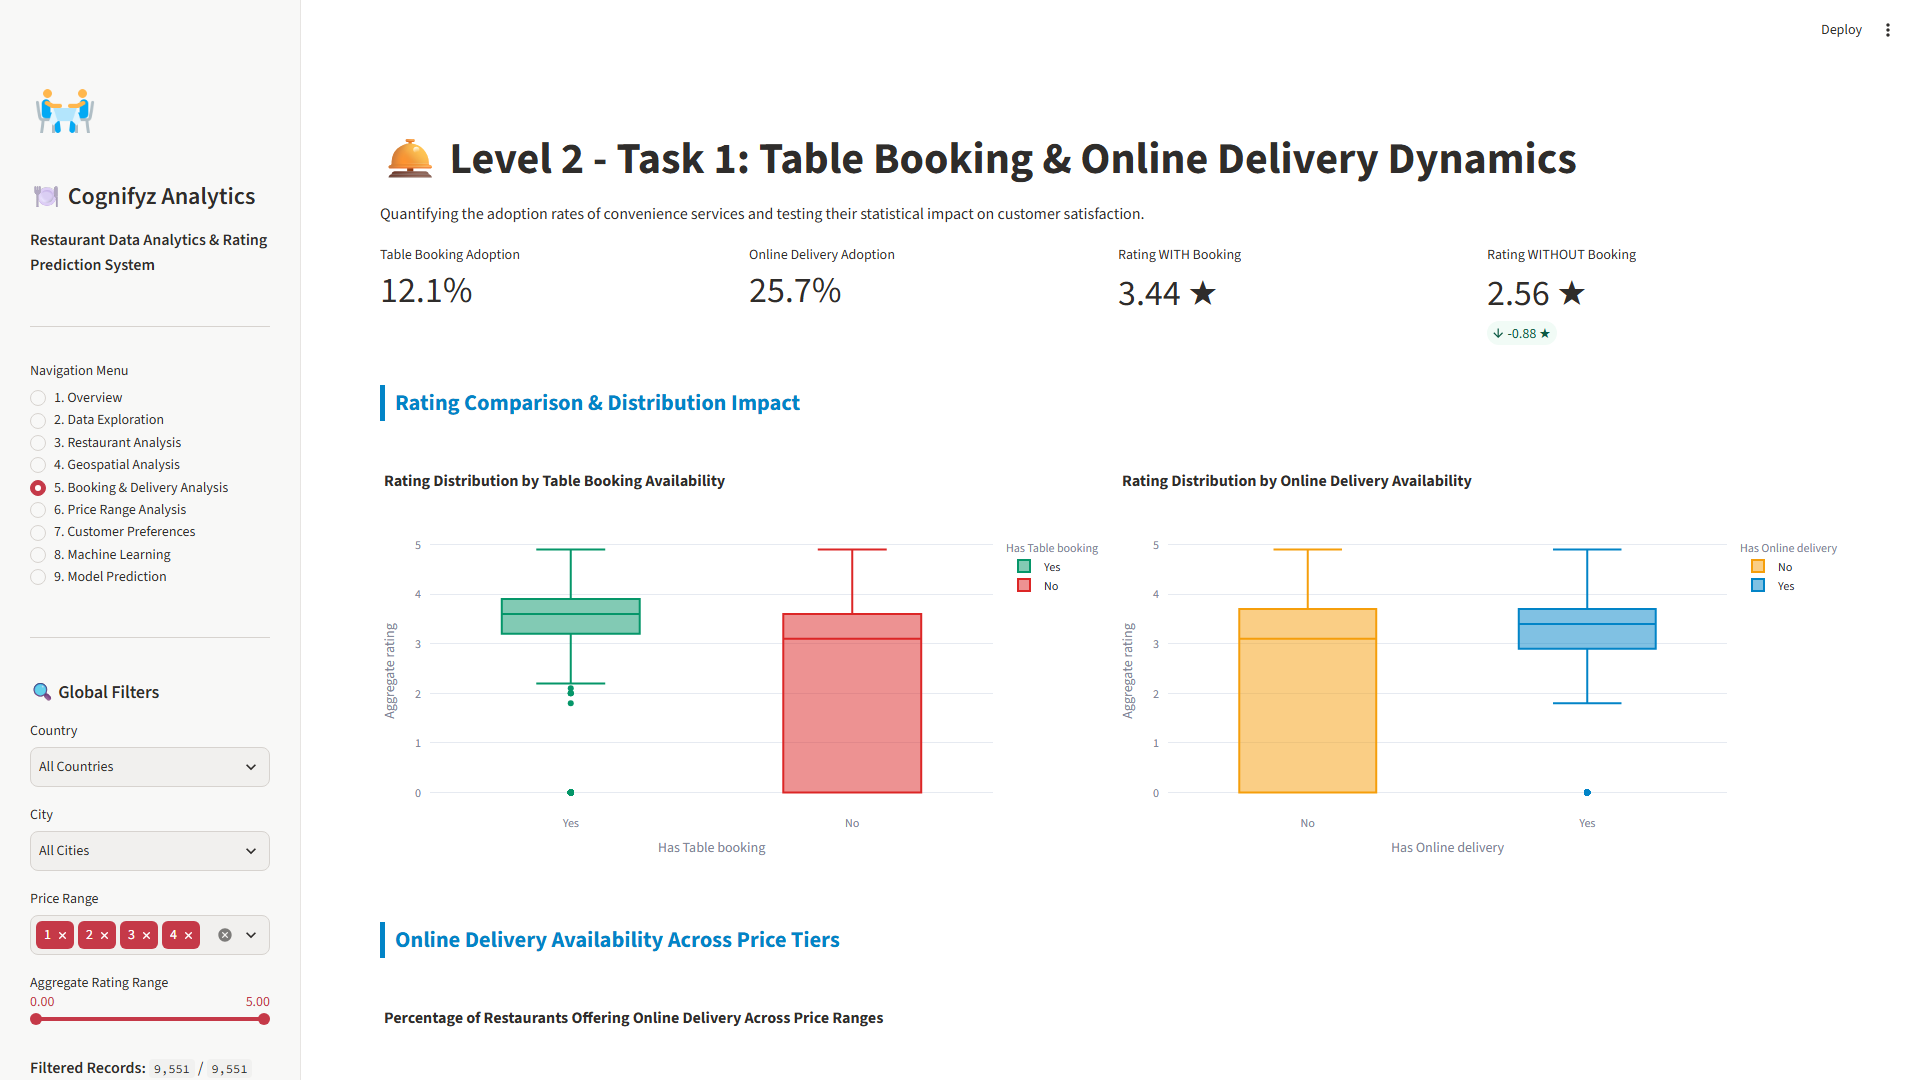 Deploy
Cognifyz Analytics
Restaurant Data Analytics & Rating
Prediction System
Navigation Menu
1. Overview
2. Data Exploration
3. Restaurant Analysis
4. Geospatial Analysis
5. Booking & Delivery Analysis
6. Price Range Analysis
7. Customer Preferences
8. Machine Learning
9. Model Prediction
Global Filters
Country
All Countries
City
All Cities
Price Range
1 × 2 × 3 × 4 ×
Aggregate Rating Range
0.00 5.00
Filtered Records: 9,551 / 9,551
Level 2 - Task 1: Table Booking & Online Delivery Dynamics
Quantifying the adoption rates of convenience services and testing their statistical impact on customer satisfaction.
Table Booking Adoption
12.1%
Online Delivery Adoption
25.7%
Rating WITH Booking
3.44 ★
Rating WITHOUT Booking
2.56 ★
↓ -0.88 ★
Rating Comparison & Distribution Impact
Rating Distribution by Table Booking Availability
Aggregate rating
5
4
3
2
1
0
Yes No
Has Table booking
Has Table booking
Yes
No
Rating Distribution by Online Delivery Availability
Aggregate rating
5
4
3
2
1
0
No Yes
Has Online delivery
Has Online delivery
No
Yes
Online Delivery Availability Across Price Tiers
Percentage of Restaurants Offering Online Delivery Across Price Ranges